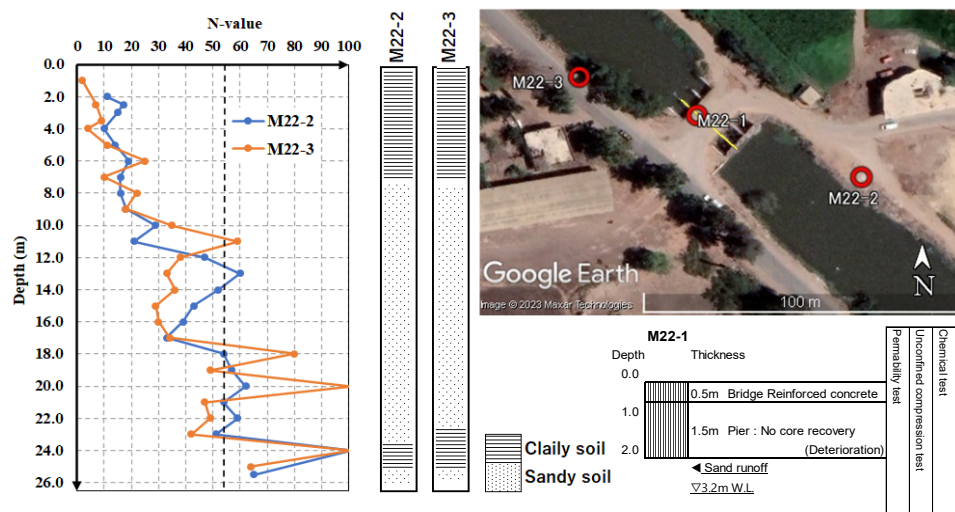 N-value
0 10 20 30 40 50 60 70 80 90 100
0.0
2.0
4.0
6.0
8.0
10.0
12.0
14.0
16.0
18.0
20.0
22.0
24.0
26.0
Depth (m)
M22-2
M22-3
M22-2
M22-3
Claily soil
Sandy soil
M22-3
M22-1
M22-2
Google Earth
Image © 2023 Maxar Technologies
100 m
N
M22-1
Depth Thickness
0.0
0.5m Bridge Reinforced concrete
1.0
1.5m Pier : No core recovery
(Deterioration)
2.0
◄ Sand runoff
▽3.2m W.L.
Permability test
Unconfined compression test
Chemical test